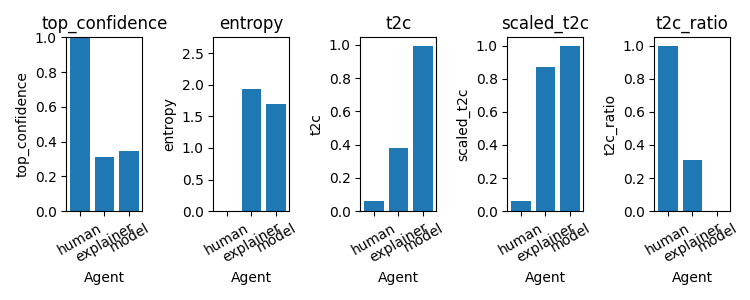 top_confidence
top_confidence
1.0
0.8
0.6
0.4
0.2
0.0
human
explainer
model
Agent
entropy
entropy
2.5
2.0
1.5
1.0
0.5
0.0
human
explainer
model
Agent
t2c
t2c
1.0
0.8
0.6
0.4
0.2
0.0
human
explainer
model
Agent
scaled_t2c
scaled_t2c
1.0
0.8
0.6
0.4
0.2
0.0
human
explainer
model
Agent
t2c_ratio
t2c_ratio
1.0
0.8
0.6
0.4
0.2
0.0
human
explainer
model
Agent